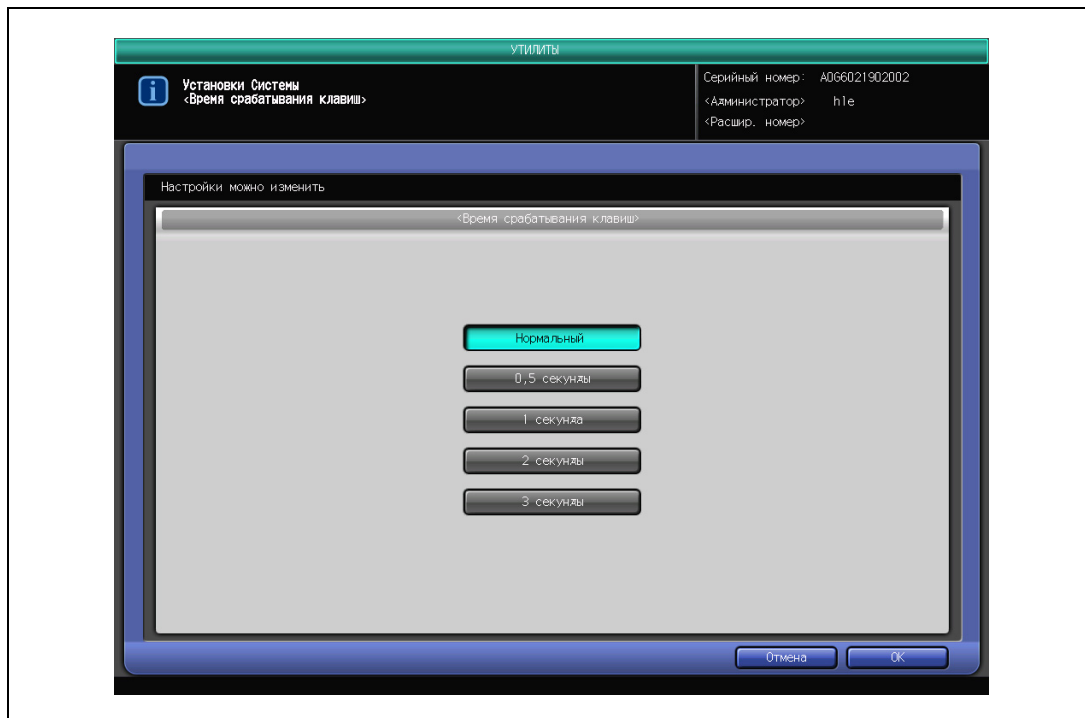 УТИЛИТЫ
Установки Системы
<Время срабатывания клавиш>
Серийный номер: A0G6021902002
<Администратор> hle
<Расшир. номер>
Настройки можно изменить
<Время срабатывания клавиш>
Нормальный
0,5 секунды
1 секунда
2 секунды
3 секунды
Отмена
OK